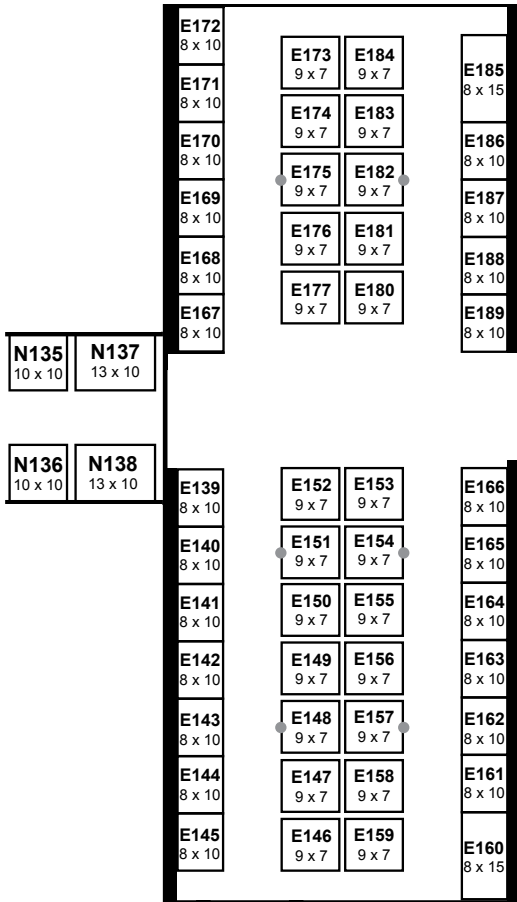 E172
8 x 10
E171
8 x 10
E170
8 x 10
E169
8 x 10
E168
8 x 10
E167
8 x 10
E173
9 x 7
E184
9 x 7
E174
9 x 7
E183
9 x 7
E175
9 x 7
E182
9 x 7
E176
9 x 7
E181
9 x 7
E177
9 x 7
E180
9 x 7
E185
8 x 15
E186
8 x 10
E187
8 x 10
E188
8 x 10
E189
8 x 10
N135
10 x 10
N137
13 x 10
N136
10 x 10
N138
13 x 10
E139
8 x 10
E140
8 x 10
E141
8 x 10
E142
8 x 10
E143
8 x 10
E144
8 x 10
E145
8 x 10
E152
9 x 7
E153
9 x 7
E151
9 x 7
E154
9 x 7
E150
9 x 7
E155
9 x 7
E149
9 x 7
E156
9 x 7
E148
9 x 7
E157
9 x 7
E147
9 x 7
E158
9 x 7
E146
9 x 7
E159
9 x 7
E166
8 x 10
E165
8 x 10
E164
8 x 10
E163
8 x 10
E162
8 x 10
E161
8 x 10
E160
8 x 15